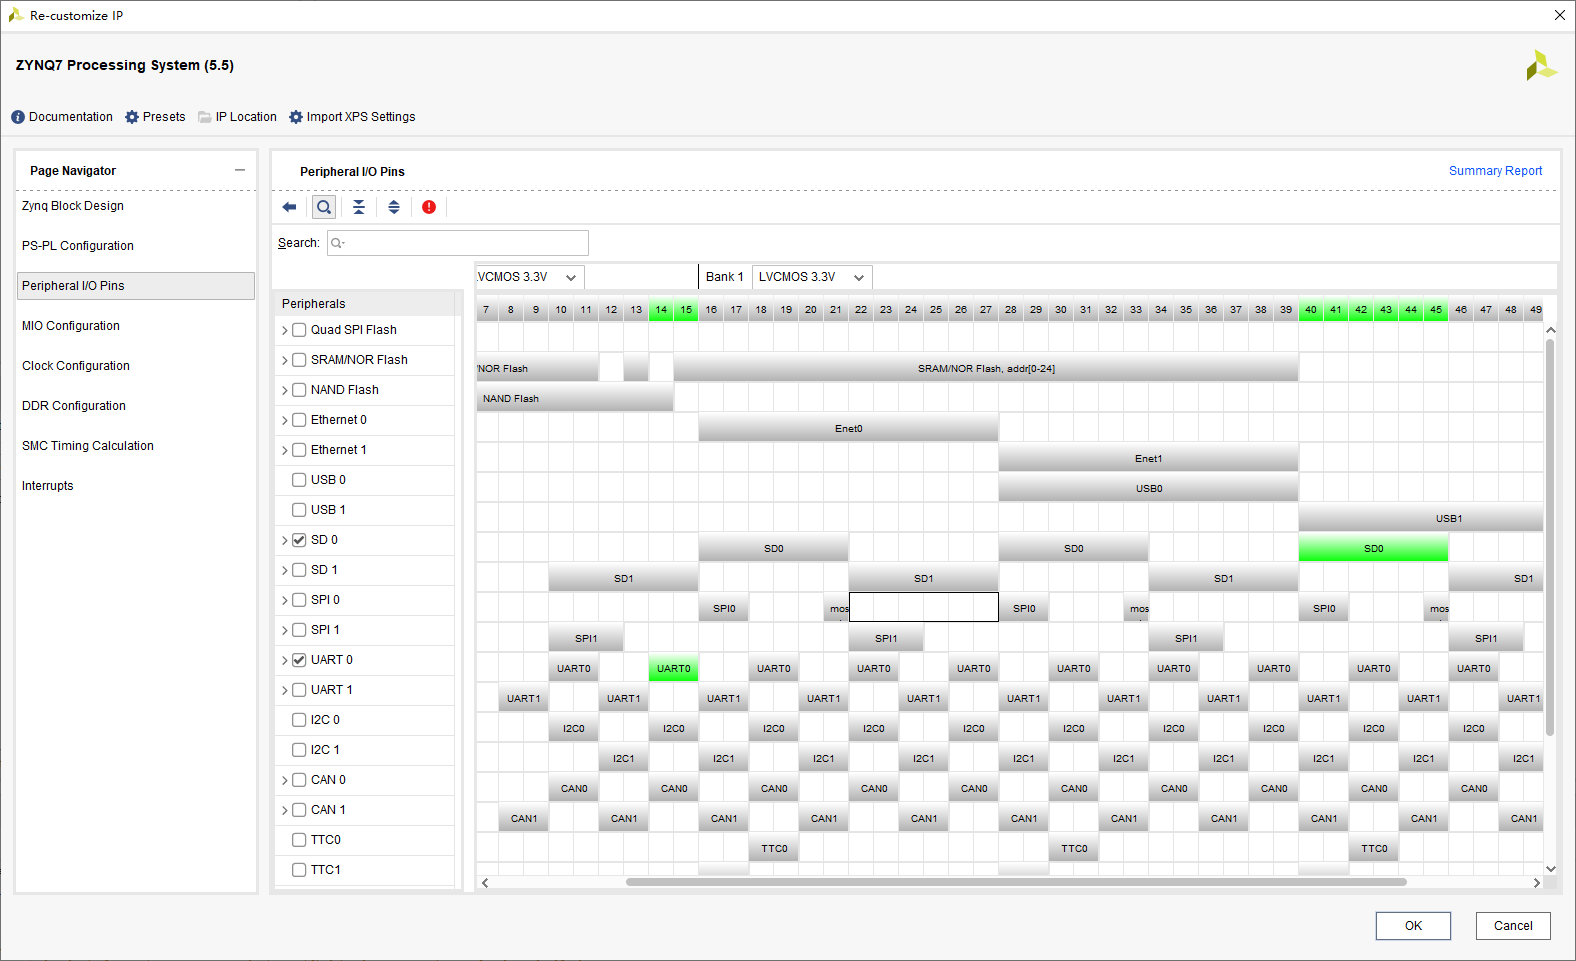 Re-customize IP
ZYNQ7 Processing System (5.5)
Documentation Presets IP Location Import XPS Settings
Page Navigator
Zynq Block Design
PS-PL Configuration
Peripheral I/O Pins
MIO Configuration
Clock Configuration
DDR Configuration
SMC Timing Calculation
Interrupts
Peripheral I/O Pins Summary Report
Search:
VCMOS 3.3V Bank 1 LVCMOS 3.3V
Peripherals 7 8 9 10 11 12 13 14 15 16 17 18 19 20 21 22 23 24 25 26 27 28 29 30 31 32 33 34 35 36 37 38 39 40 41 42 43 44 45 46 47 48 49
Quad SPI Flash
SRAM/NOR Flash /NOR Flash SRAM/NOR Flash, addr[0-24]
NAND Flash NAND Flash
Ethernet 0 Enet0
Ethernet 1 Enet1
USB 0 USB0
USB 1 USB1
SD 0 SD0 SD0 SD0
SD 1 SD1 SD1 SD1 SD1
SPI 0 SPI0 mos SPI0 mos SPI0 mos
SPI 1 SPI1 SPI1 SPI1 SPI1
UART 0 UART0 UART0 UART0 UART0 UART0 UART0 UART0 UART0 UART0 UART0
UART 1 UART1 UART1 UART1 UART1 UART1 UART1 UART1 UART1 UART1 UART1 UART1
I2C 0 I2C0 I2C0 I2C0 I2C0 I2C0 I2C0 I2C0 I2C0 I2C0 I2C0
I2C 1 I2C1 I2C1 I2C1 I2C1 I2C1 I2C1 I2C1 I2C1 I2C1 I2C1
CAN 0 CAN0 CAN0 CAN0 CAN0 CAN0 CAN0 CAN0 CAN0 CAN0 CAN0
CAN 1 CAN1 CAN1 CAN1 CAN1 CAN1 CAN1 CAN1 CAN1 CAN1 CAN1 CAN1
TTC0 TTC0 TTC0 TTC0
TTC1
OK Cancel